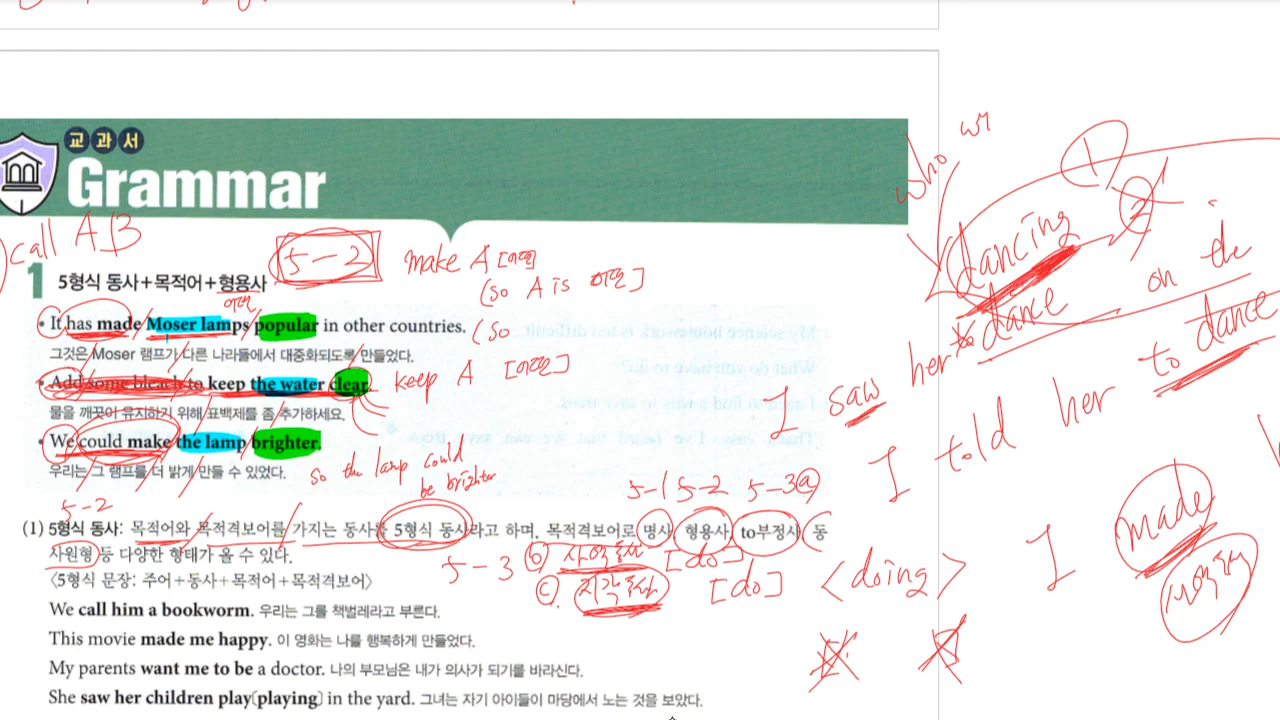 교과서
Grammar
call A B
5-2
make A [어떤]
(so A is 어떤]
1 5형식 동사+목적어+형용사
어떤
• It has made Moser lamps popular in other countries.
(so
그것은 Moser 램프가 다른 나라들에서 대중화되도록 만들었다.
• Add some bleach to keep the water clear.
keep A [어떤]
물을 깨끗이 유지하기 위해 표백제를 좀 추가하세요.
• We could make the lamp brighter.
우리는 그 램프를 더 밝게 만들 수 있었다.
so the lamp could
be brighter
5-2
5-1 5-2 5-3ⓐ
(1) 5형식 동사: 목적어와 목적격보어를 가지는 동사를 5형식 동사라고 하며, 목적격보어로 명사, 형용사, to부정사, 동
사원형 등 다양한 형태가 올 수 있다.
5-3 ⓑ 사역동사 [do]
ⓒ 지각동사 [do] <doing>
<5형식 문장: 주어+동사+목적어+목적격보어>
We call him a bookworm. 우리는 그를 책벌레라고 부른다.
This movie made me happy. 이 영화는 나를 행복하게 만들었다.
My parents want me to be a doctor. 나의 부모님은 내가 의사가 되기를 바라신다.
She saw her children play[playing] in the yard. 그녀는 자기 아이들이 마당에서 노는 것을 보았다.
who
①
②
dancing
I saw her dance on the
I told her to dance
I made
사역동사